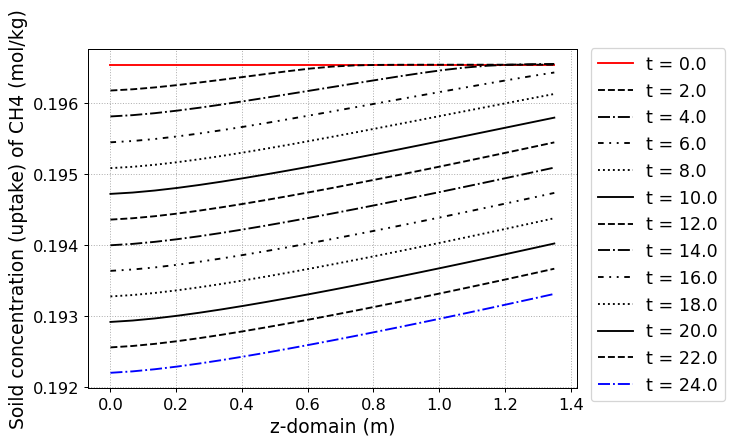 Solid concentration (uptake) of CH4 (mol/kg)
0.196
0.195
0.194
0.193
0.192
0.0 0.2 0.4 0.6 0.8 1.0 1.2 1.4
z-domain (m)
t = 0.0
t = 2.0
t = 4.0
t = 6.0
t = 8.0
t = 10.0
t = 12.0
t = 14.0
t = 16.0
t = 18.0
t = 20.0
t = 22.0
t = 24.0